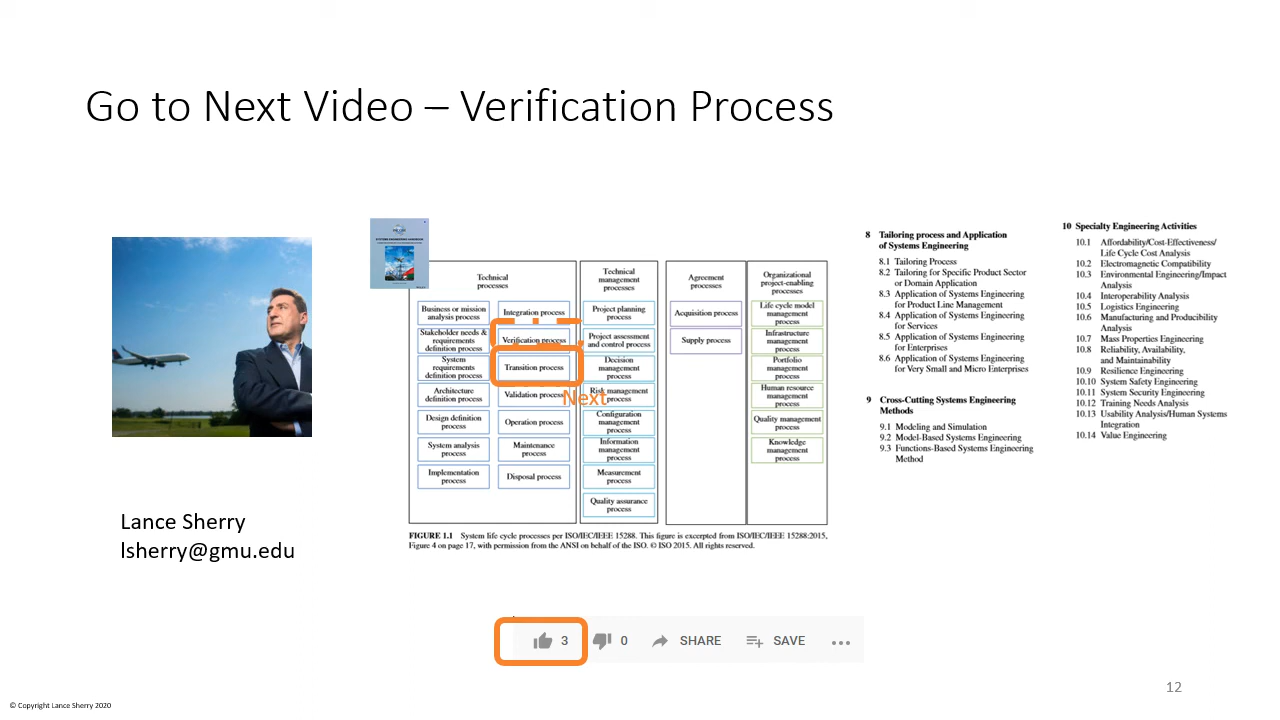 Go to Next Video – Verification Process
Technical
processes
Business or mission
analysis process
Stakeholder needs &
requirements
definition process
System
requirements
definition process
Architecture
definition process
Design definition
process
System analysis
process
Implementation
process
Integration process
Verification process
Transition process
Validation process
Operation process
Maintenance
process
Disposal process
Next
Technical
management
processes
Project planning
process
Project assessment
and control process
Decision
management
process
Risk management
process
Configuration
management
process
Information
management
process
Measurement
process
Quality assurance
process
Agreement
processes
Acquisition process
Supply process
Organizational
project-enabling
processes
Life cycle model
management
process
Infrastructure
management
process
Portfolio
management
process
Human resource
management
process
Quality management
process
Knowledge
management
process
FIGURE 1.1 System life cycle processes per ISO/IEC/IEEE 15288. This figure is excerpted from ISO/IEC/IEEE 15288:2015,
Figure 4 on page 17, with permission from the ANSI on behalf of the ISO. © ISO 2015. All rights reserved.
8 Tailoring process and Application
of Systems Engineering
8.1 Tailoring Process
8.2 Tailoring for Specific Product Sector
or Domain Application
8.3 Application of Systems Engineering
for Product Line Management
8.4 Application of Systems Engineering
for Services
8.5 Application of Systems Engineering
for Enterprises
8.6 Application of Systems Engineering
for Very Small and Micro Enterprises
9 Cross-Cutting Systems Engineering
Methods
9.1 Modeling and Simulation
9.2 Model-Based Systems Engineering
9.3 Functions-Based Systems Engineering
Method
10 Specialty Engineering Activities
10.1 Affordability/Cost-Effectiveness/
Life Cycle Cost Analysis
10.2 Electromagnetic Compatibility
10.3 Environmental Engineering/Impact
Analysis
10.4 Interoperability Analysis
10.5 Logistics Engineering
10.6 Manufacturing and Producibility
Analysis
10.7 Mass Properties Engineering
10.8 Reliability, Availability,
and Maintainability
10.9 Resilience Engineering
10.10 System Safety Engineering
10.11 System Security Engineering
10.12 Training Needs Analysis
10.13 Usability Analysis/Human Systems
Integration
10.14 Value Engineering
Lance Sherry
lsherry@gmu.edu
3 0 SHARE SAVE
12
© Copyright Lance Sherry 2020